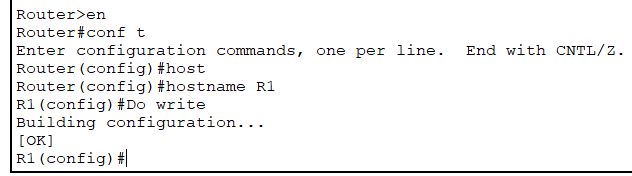 Router>en
Router#conf t
Enter configuration commands, one per line.  End with CNTL/Z.
Router(config)#host
Router(config)#hostname R1
R1(config)#Do write
Building configuration...
[OK]
R1(config)#